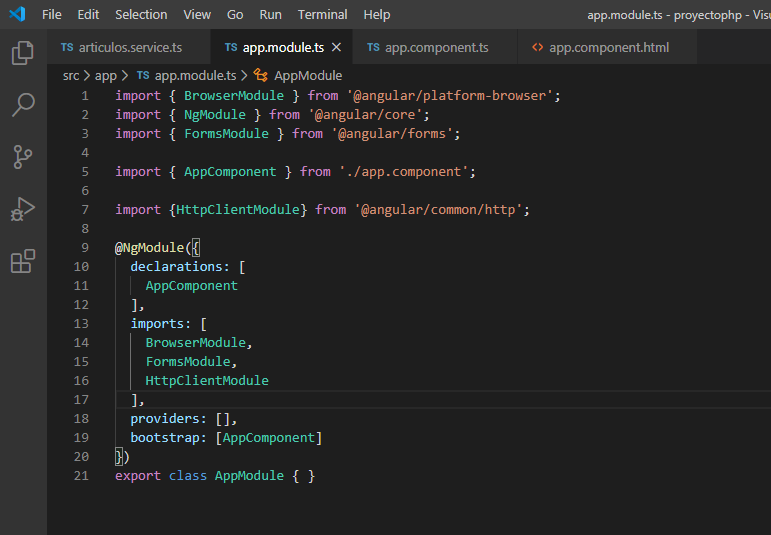 File Edit Selection View Go Run Terminal Help app.module.ts - proyectophp - Visu
TS articulos.service.ts TS app.module.ts × TS app.component.ts <> app.component.html
src > app > TS app.module.ts > AppModule
1 import { BrowserModule } from '@angular/platform-browser';
2 import { NgModule } from '@angular/core';
3 import { FormsModule } from '@angular/forms';
4
5 import { AppComponent } from './app.component';
6
7 import {HttpClientModule} from '@angular/common/http';
8
9 @NgModule({
10 declarations: [
11 AppComponent
12 ],
13 imports: [
14 BrowserModule,
15 FormsModule,
16 HttpClientModule
17 ],
18 providers: [],
19 bootstrap: [AppComponent]
20 })
21 export class AppModule { }